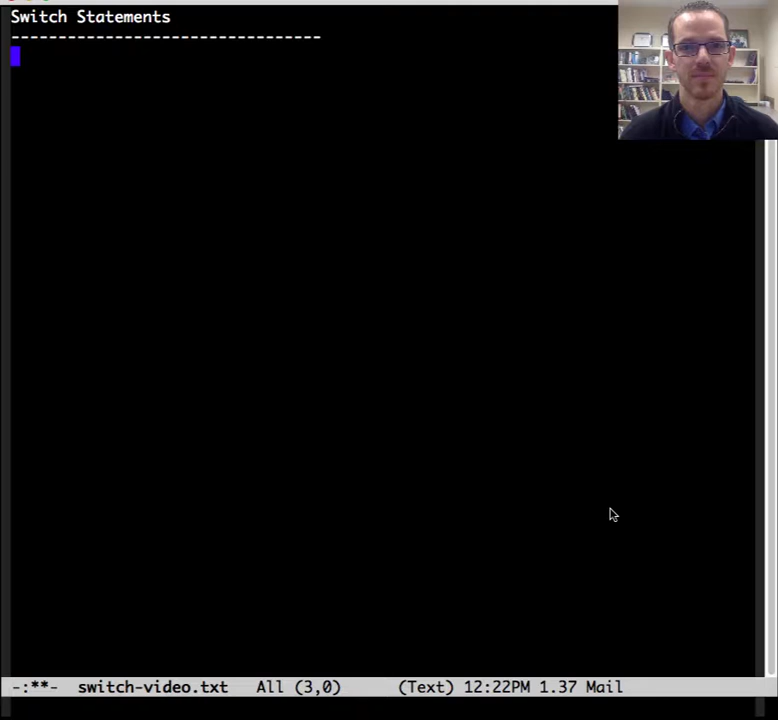 Switch Statements
---------------------------------
-:**-  switch-video.txt   All (3,0)      (Text) 12:22PM 1.37 Mail